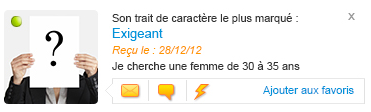 Son trait de caractère le plus marqué :
x
Exigeant
Reçu le : 28/12/12
Je cherche une femme de 30 à 35 ans
?
Ajouter aux favoris